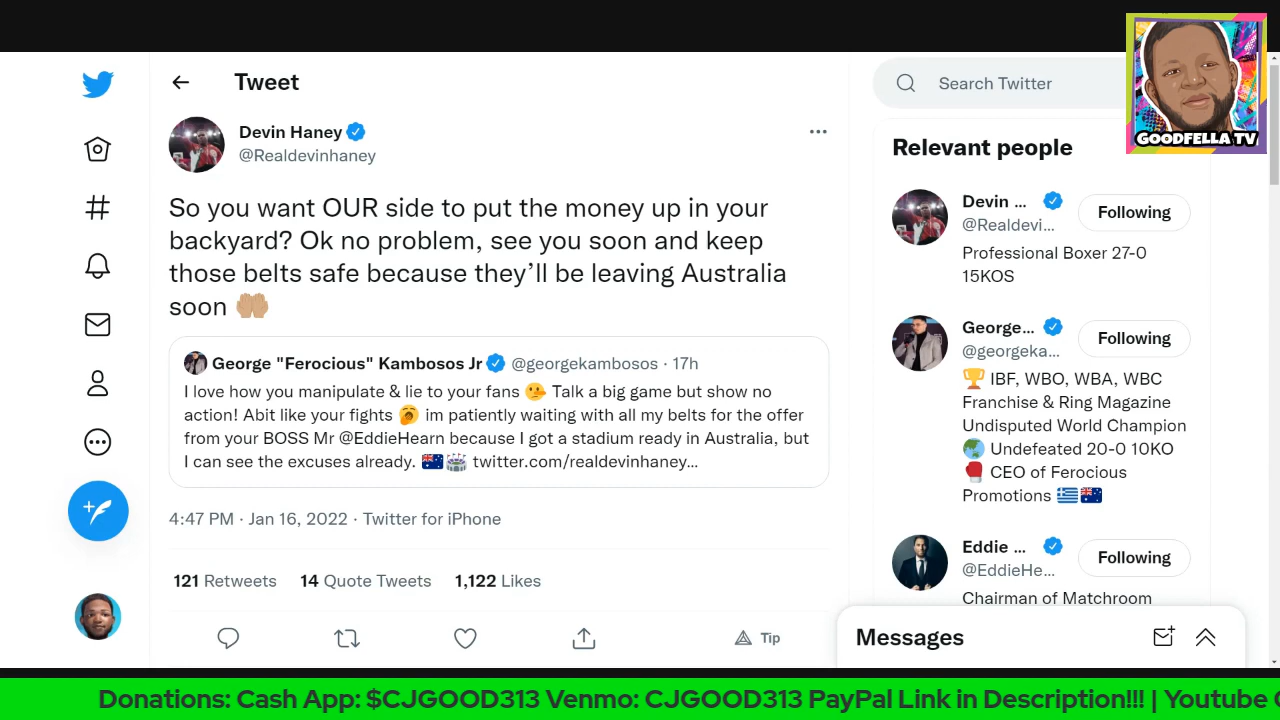 Tweet
Search Twitter
GOODFELLA TV
Devin Haney
@Realdevinhaney
So you want OUR side to put the money up in your
backyard? Ok no problem, see you soon and keep
those belts safe because they’ll be leaving Australia
soon 🤲🏼
George "Ferocious" Kambosos Jr @georgekambosos · 17h
I love how you manipulate & lie to your fans 🫤 Talk a big game but show no
action! Abit like your fights 🥱 im patiently waiting with all my belts for the offer
from your BOSS Mr @EddieHearn because I got a stadium ready in Australia, but
I can see the excuses already. 🇦🇺🏟 twitter.com/realdevinhaney...
4:47 PM · Jan 16, 2022 · Twitter for iPhone
121 Retweets 14 Quote Tweets 1,122 Likes
Tip
Relevant people
Devin ...
@Realdevi...
Following
Professional Boxer 27-0
15KOS
George...
@georgeka...
Following
🏆 IBF, WBO, WBA, WBC
Franchise & Ring Magazine
Undisputed World Champion
🌏 Undefeated 20-0 10KO
🥊 CEO of Ferocious
Promotions 🇬🇷🇦🇺
Eddie ...
@EddieHe...
Following
Chairman of Matchroom
Messages
Donations: Cash App: $CJGOOD313 Venmo: CJGOOD313 PayPal Link in Description!!! | Youtube